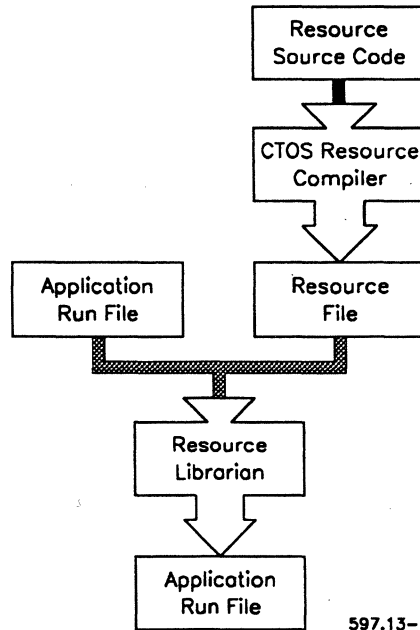 Resource
Source Code
CTOS Resource
Compiler
Application
Run File
Resource
File
Resource
Librarian
Application
Run File
597.13-